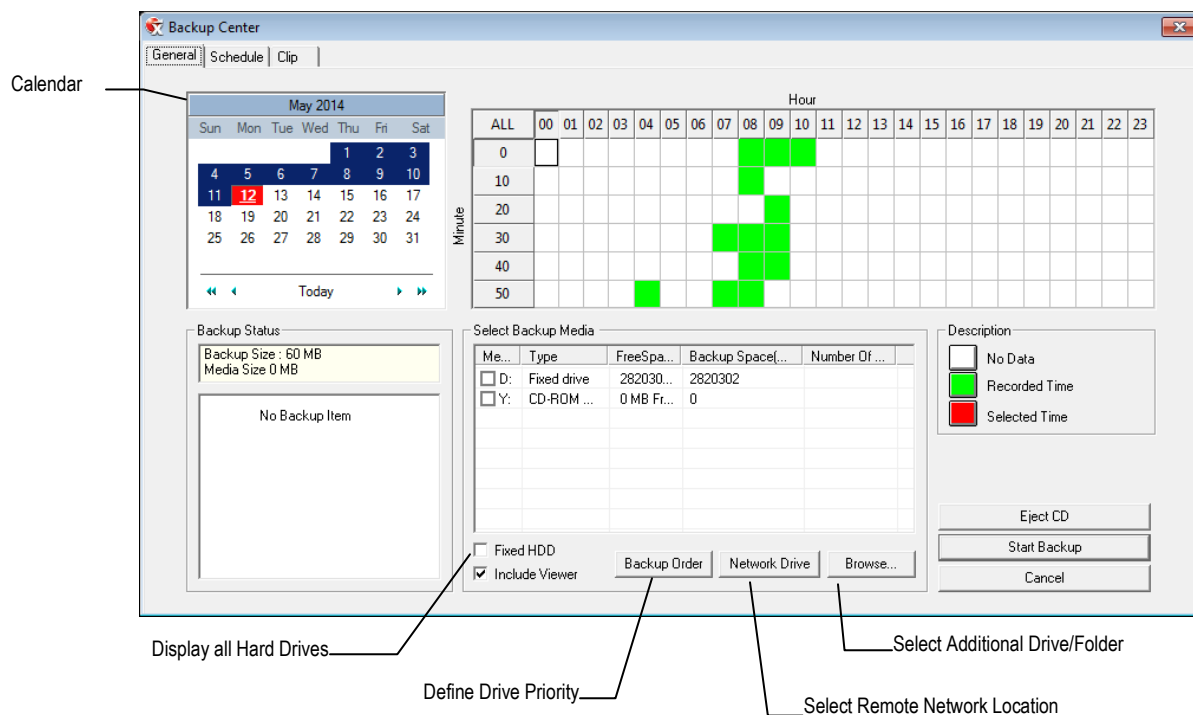 Backup Center
General Schedule Clip
Calendar
May 2014
Sun Mon Tue Wed Thu Fri Sat
1 2 3
4 5 6 7 8 9 10
11 12 13 14 15 16 17
18 19 20 21 22 23 24
25 26 27 28 29 30 31
Today
Hour
ALL 00 01 02 03 04 05 06 07 08 09 10 11 12 13 14 15 16 17 18 19 20 21 22 23
Minute
0
10
20
30
40
50
Backup Status
Backup Size : 60 MB
Media Size 0 MB
No Backup Item
Select Backup Media
Me... Type FreeSpa... Backup Space(... Number Of ...
D: Fixed drive 282030... 2820302
Y: CD-ROM ... 0 MB Fr... 0
Fixed HDD
Include Viewer
Backup Order Network Drive Browse...
Description
No Data
Recorded Time
Selected Time
Eject CD
Start Backup
Cancel
Display all Hard Drives
Select Additional Drive/Folder
Define Drive Priority
Select Remote Network Location